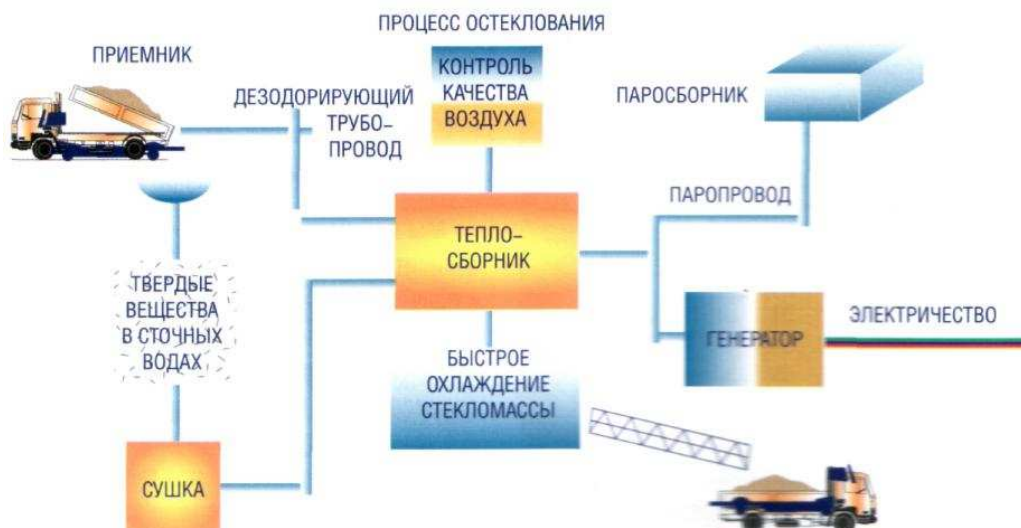 ПРОЦЕСС ОСТЕКЛОВАНИЯ
ПРИЕМНИК
КОНТРОЛЬ
КАЧЕСТВА
ВОЗДУХА
ДЕЗОДОРИРУЮЩИЙ
ТРУБО-
ПРОВОД
ПАРОСБОРНИК
ПАРОПРОВОД
ТЕПЛО-
СБОРНИК
ТВЕРДЫЕ
ВЕЩЕСТВА
В СТОЧНЫХ
ВОДАХ
ГЕНЕРАТОР
ЭЛЕКТРИЧЕСТВО
БЫСТРОЕ
ОХЛАЖДЕНИЕ
СТЕКЛОМАССЫ
СУШКА